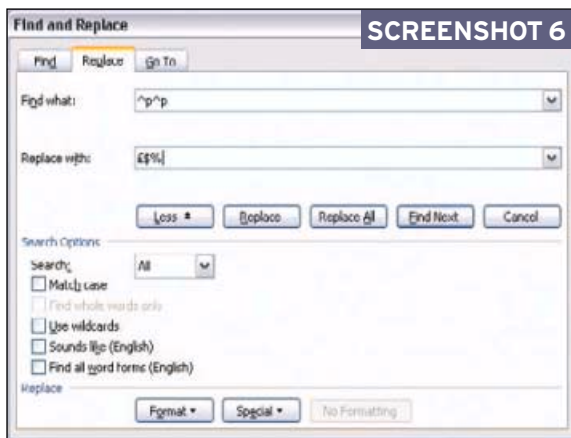 Find and Replace
SCREENSHOT 6
Find Replace Go To
Find what: ^p^p
Replace with: £$%
Less Replace Replace All Find Next Cancel
Search Options
Search: All
Match case
Find whole words only
Use wildcards
Sounds like (English)
Find all word forms (English)
Replace
Format Special No Formatting